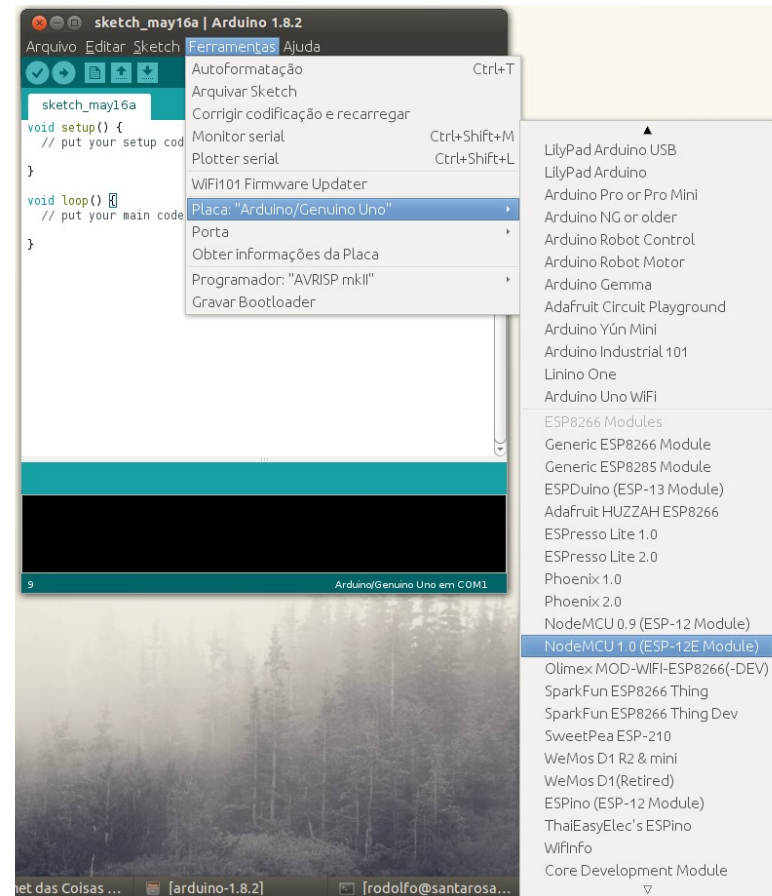 sketch_may16a | Arduino 1.8.2
Arquivo Editar Sketch Ferramentas Ajuda
sketch_may16a
void setup() {
// put your setup cod
}
void loop() {
// put your main code
}
Autoformatação Ctrl+T
Arquivar Sketch
Corrigir codificação e recarregar
Monitor serial Ctrl+Shift+M
Plotter serial Ctrl+Shift+L
WiFi101 Firmware Updater
Placa: "Arduino/Genuino Uno"
Porta
Obter informações da Placa
Programador: "AVRISP mkII"
Gravar Bootloader
LilyPad Arduino USB
LilyPad Arduino
Arduino Pro or Pro Mini
Arduino NG or older
Arduino Robot Control
Arduino Robot Motor
Arduino Gemma
Adafruit Circuit Playground
Arduino Yún Mini
Arduino Industrial 101
Linino One
Arduino Uno WiFi
ESP8266 Modules
Generic ESP8266 Module
Generic ESP8285 Module
ESPDuino (ESP-13 Module)
Adafruit HUZZAH ESP8266
ESPresso Lite 1.0
ESPresso Lite 2.0
Phoenix 1.0
Phoenix 2.0
NodeMCU 0.9 (ESP-12 Module)
NodeMCU 1.0 (ESP-12E Module)
Olimex MOD-WIFI-ESP8266(-DEV)
SparkFun ESP8266 Thing
SparkFun ESP8266 Thing Dev
SweetPea ESP-210
WeMos D1 R2 & mini
WeMos D1(Retired)
ESPino (ESP-12 Module)
ThaiEasyElec's ESPino
WifInfo
Core Development Module
9 Arduino/Genuino Uno em COM1
net das Coisas ... [arduino-1.8.2] [rodolfo@santarosa...